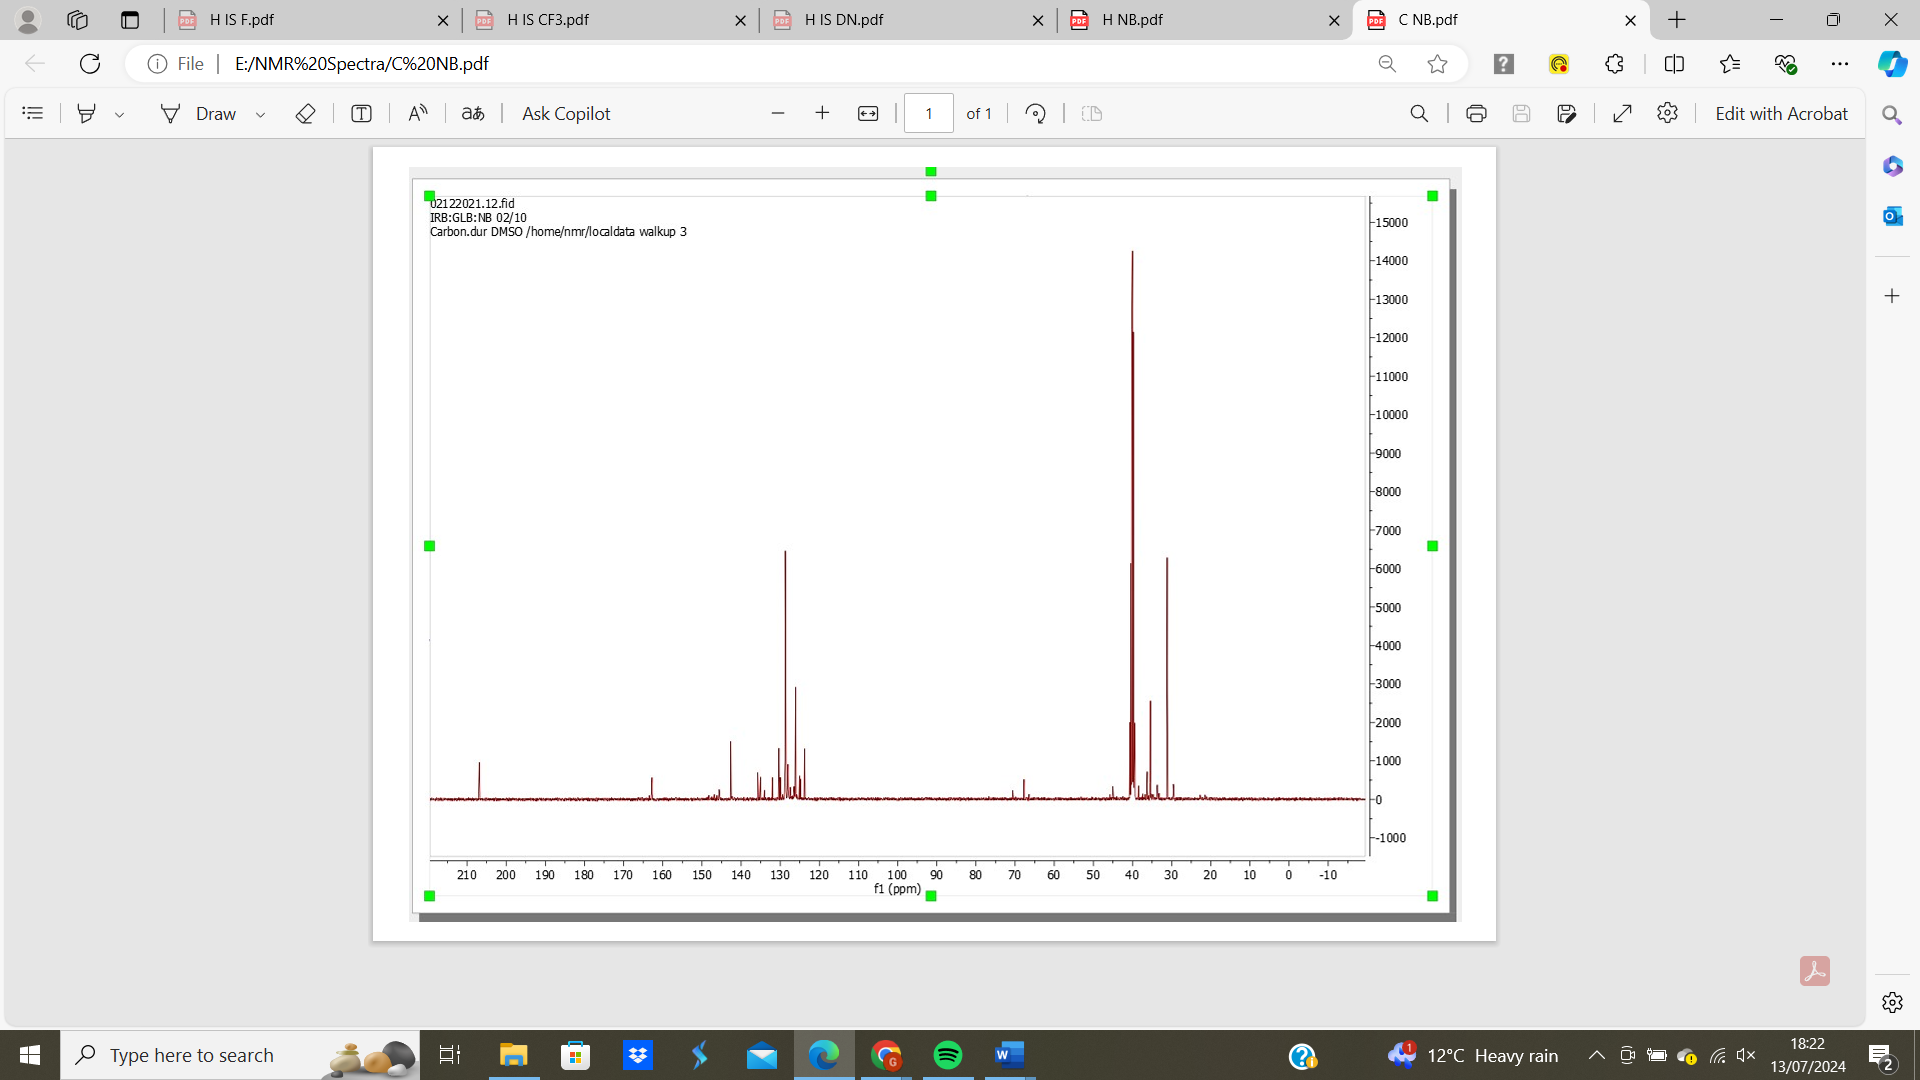 H IS F.pdf
H IS CF3.pdf
H IS DN.pdf
H NB.pdf
C NB.pdf
File
E:/NMR%20Spectra/C%20NB.pdf
Draw
aあ
Ask Copilot
1
of 1
Edit with Acrobat
02122021.12.fid
IRB:GLB:NB 02/10
Carbon.dur DMSO /home/nmr/localdata walkup 3
15000
14000
13000
12000
11000
10000
9000
8000
7000
6000
5000
4000
3000
2000
1000
0
-1000
210 200 190 180 170 160 150 140 130 120 110 100 90 80 70 60 50 40 30 20 10 0 -10
f1 (ppm)
Type here to search
1
12°C Heavy rain
18:22
13/07/2024
2